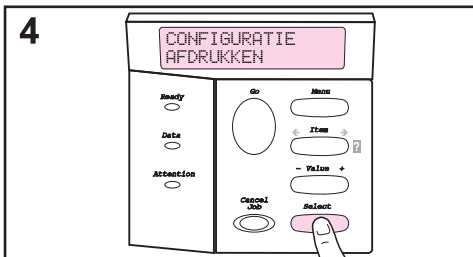 4
CONFIGURATIE
AFDRUKKEN
Ready
Go
Menu
Data
Item
?
Attention
- Value +
Cancel
Job
Select